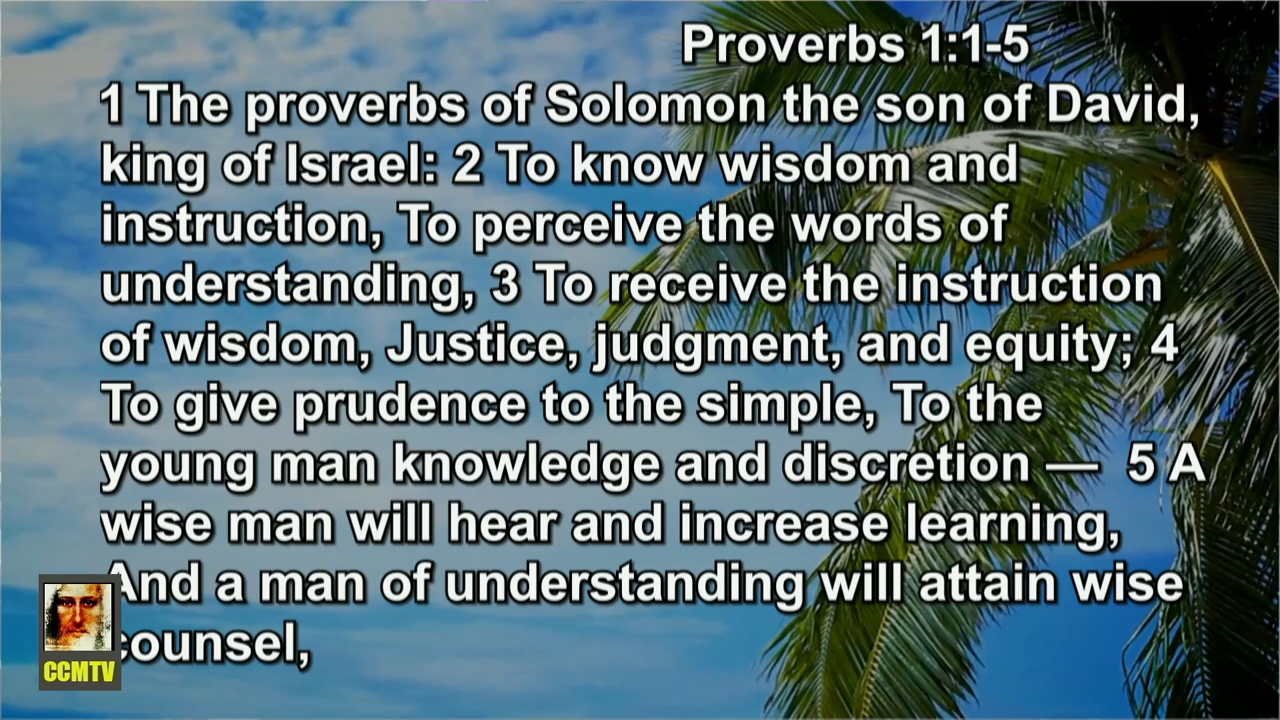 Proverbs 1:1-5
1 The proverbs of Solomon the son of David,
king of Israel: 2 To know wisdom and
instruction, To perceive the words of
understanding, 3 To receive the instruction
of wisdom, Justice, judgment, and equity; 4
To give prudence to the simple, To the
young man knowledge and discretion —  5 A
wise man will hear and increase learning,
And a man of understanding will attain wise
counsel,
CCMTV